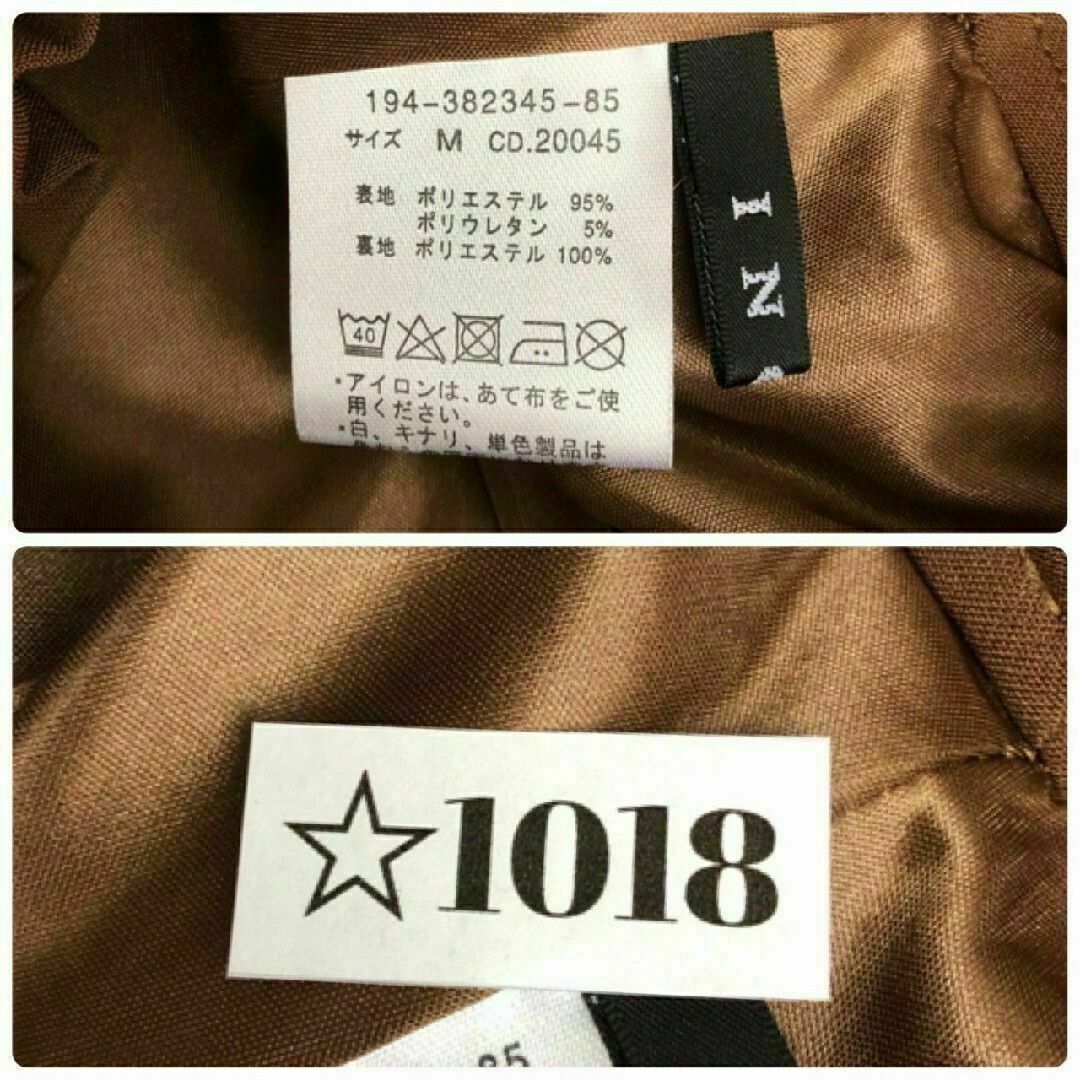 194-382345-85
サイズ M CD.20045
表地 ポリエステル 95%
ポリウレタン 5%
裏地 ポリエステル 100%
40
・アイロンは、あて布をご使
用ください。
・白、キナリ、単色製品は
I N
☆1018
85